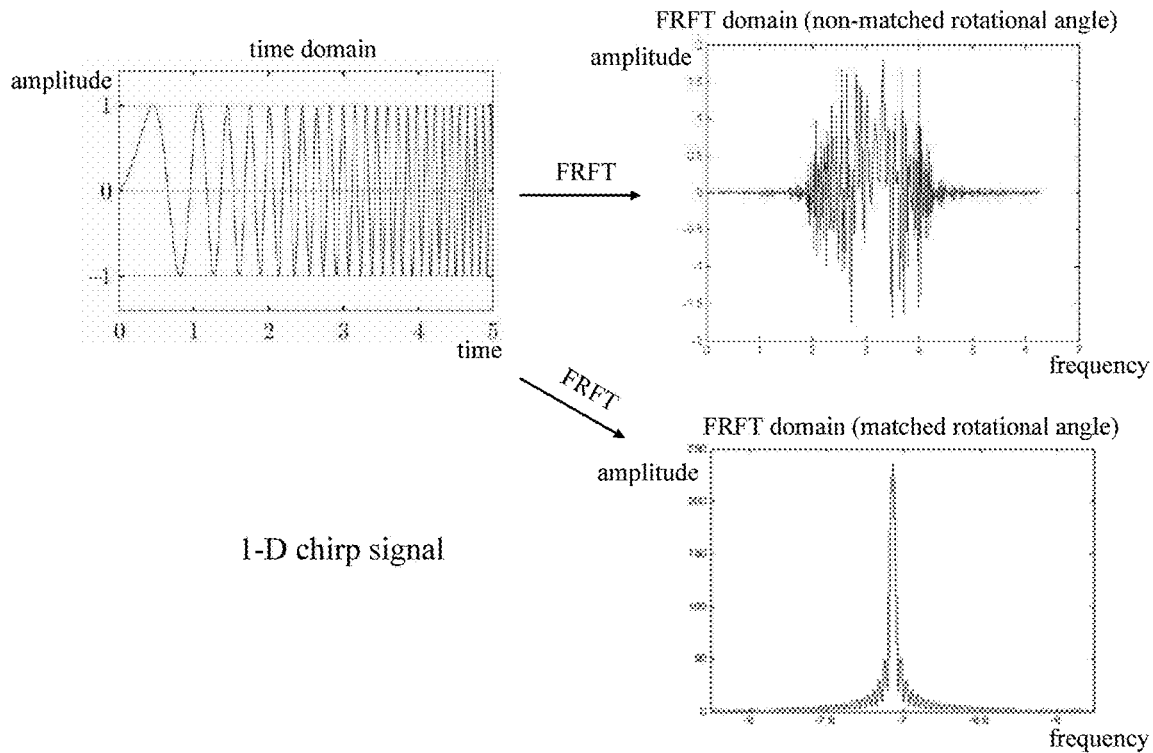 time domain
amplitude
1
0
-1
0 1 2 3 4 5
time
FRFT
FRFT domain (non-matched rotational angle)
amplitude
frequency
FRFT
FRFT domain (matched rotational angle)
amplitude
frequency
1-D chirp signal